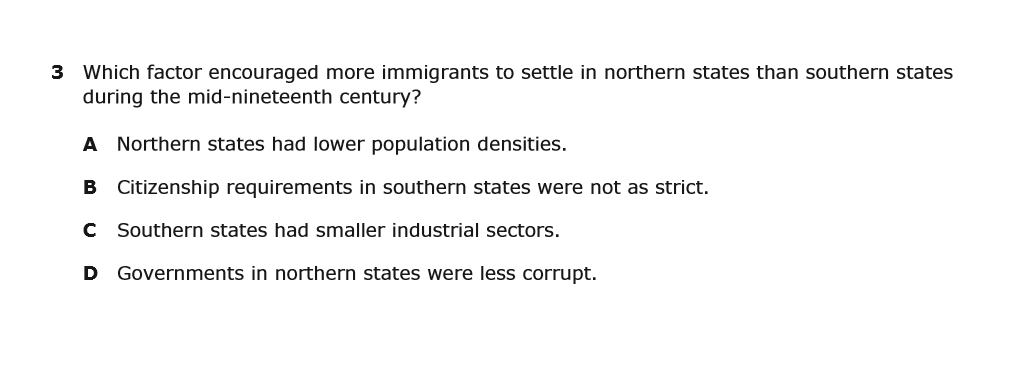 3 Which factor encouraged more immigrants to settle in northern states than southern states
during the mid-nineteenth century?
A Northern states had lower population densities.
B Citizenship requirements in southern states were not as strict.
C Southern states had smaller industrial sectors.
D Governments in northern states were less corrupt.